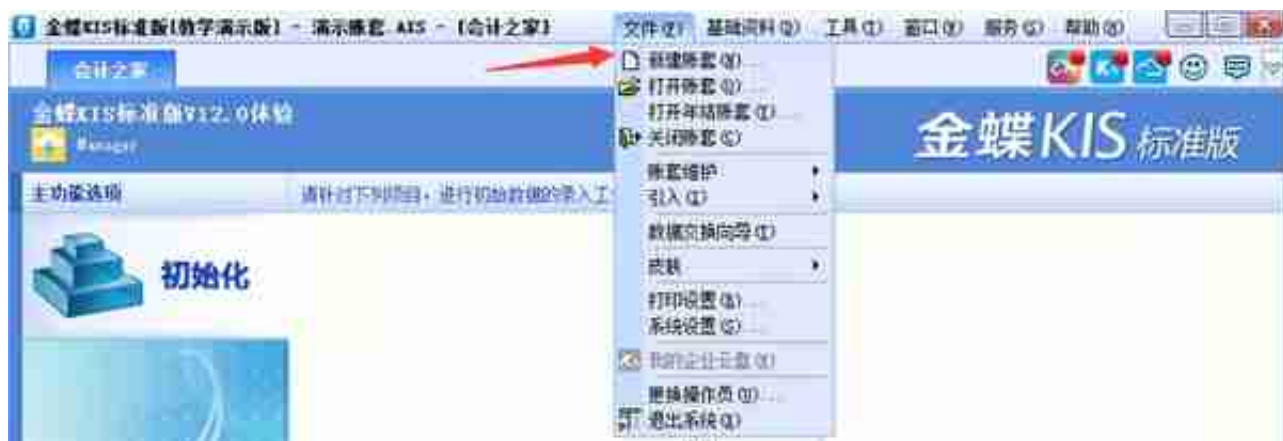 金蝶KIS标准版(教学演示版) - 演示账套.AIS - [会计之家]
文件(F) 基础资料(J) 工具(T) 窗口(W) 服务(S) 帮助(H)
会计之家
金蝶KIS标准版V12.0体验
Manager
金蝶KIS 标准版
主功能选项
请针对下列项目,进行初始数据的录入工
初始化
新建账套(N)...
打开账套(O)...
打开年结账套(T)...
关闭账套(C)
账套维护
引入(I)
数据交换向导(T)
皮肤
打印设置(R)...
系统设置(S)...
我的企业云盘(K)
更换操作员(U)...
退出系统(X)